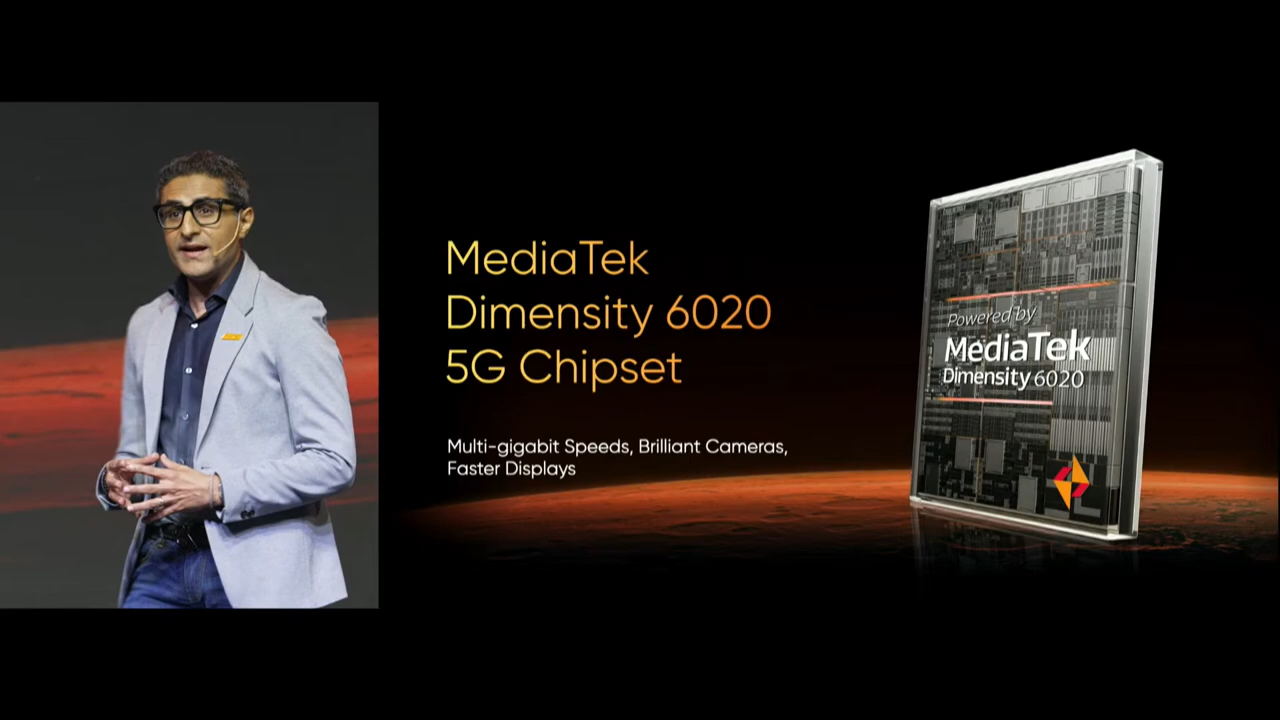 MediaTek
Dimensity 6020
5G Chipset
Multi-gigabit Speeds, Brilliant Cameras,
Faster Displays
Powered by
MediaTek
Dimensity 6020